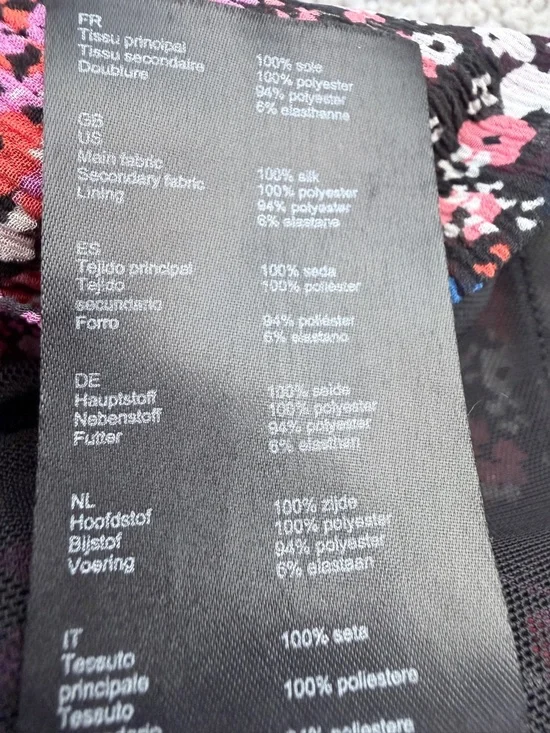 FR
Tissu principal 100% soie
Tissu secondaire 100% polyester
Doublure 94% polyester
6% elasthanne
GB
US
Main fabric 100% silk
Secondary fabric 100% polyester
Lining 94% polyester
6% elastane
ES
Tejido principal 100% seda
Tejido 100% poliéster
secundario
Forro 94% poliéster
6% elastano
DE
Hauptstoff 100% seide
Nebenstoff 100% polyester
Futter 94% polyester
6% elasthan
NL
Hoofdstof 100% zijde
Bijstof 100% polyester
Voering 94% polyester
6% elastaan
IT
Tessuto 100% seta
principale 100% poliestere
Tessuto
poliestere